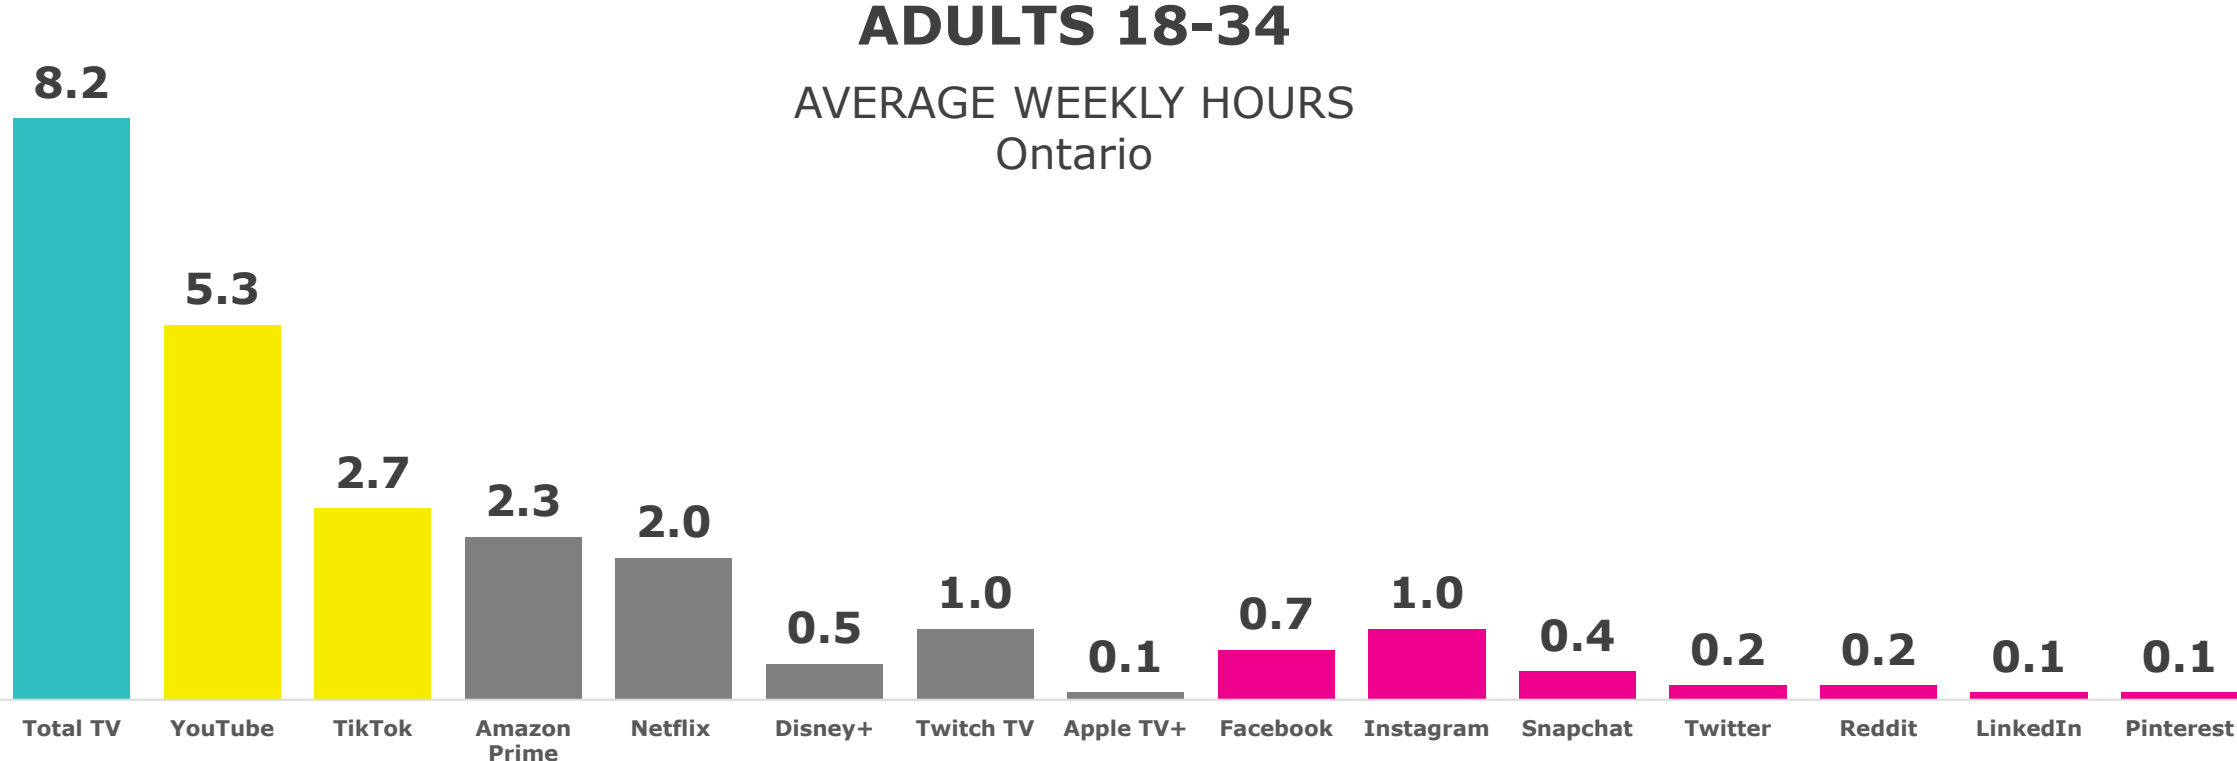 ADULTS 18-34
AVERAGE WEEKLY HOURS
Ontario
8.2
5.3
2.7
2.3
2.0
0.5
1.0
0.1
0.7
1.0
0.4
0.2
0.2
0.1
0.1
Total TV
YouTube
TikTok
Amazon
Prime
Netflix
Disney+
Twitch TV
Apple TV+
Facebook
Instagram
Snapchat
Twitter
Reddit
LinkedIn
Pinterest